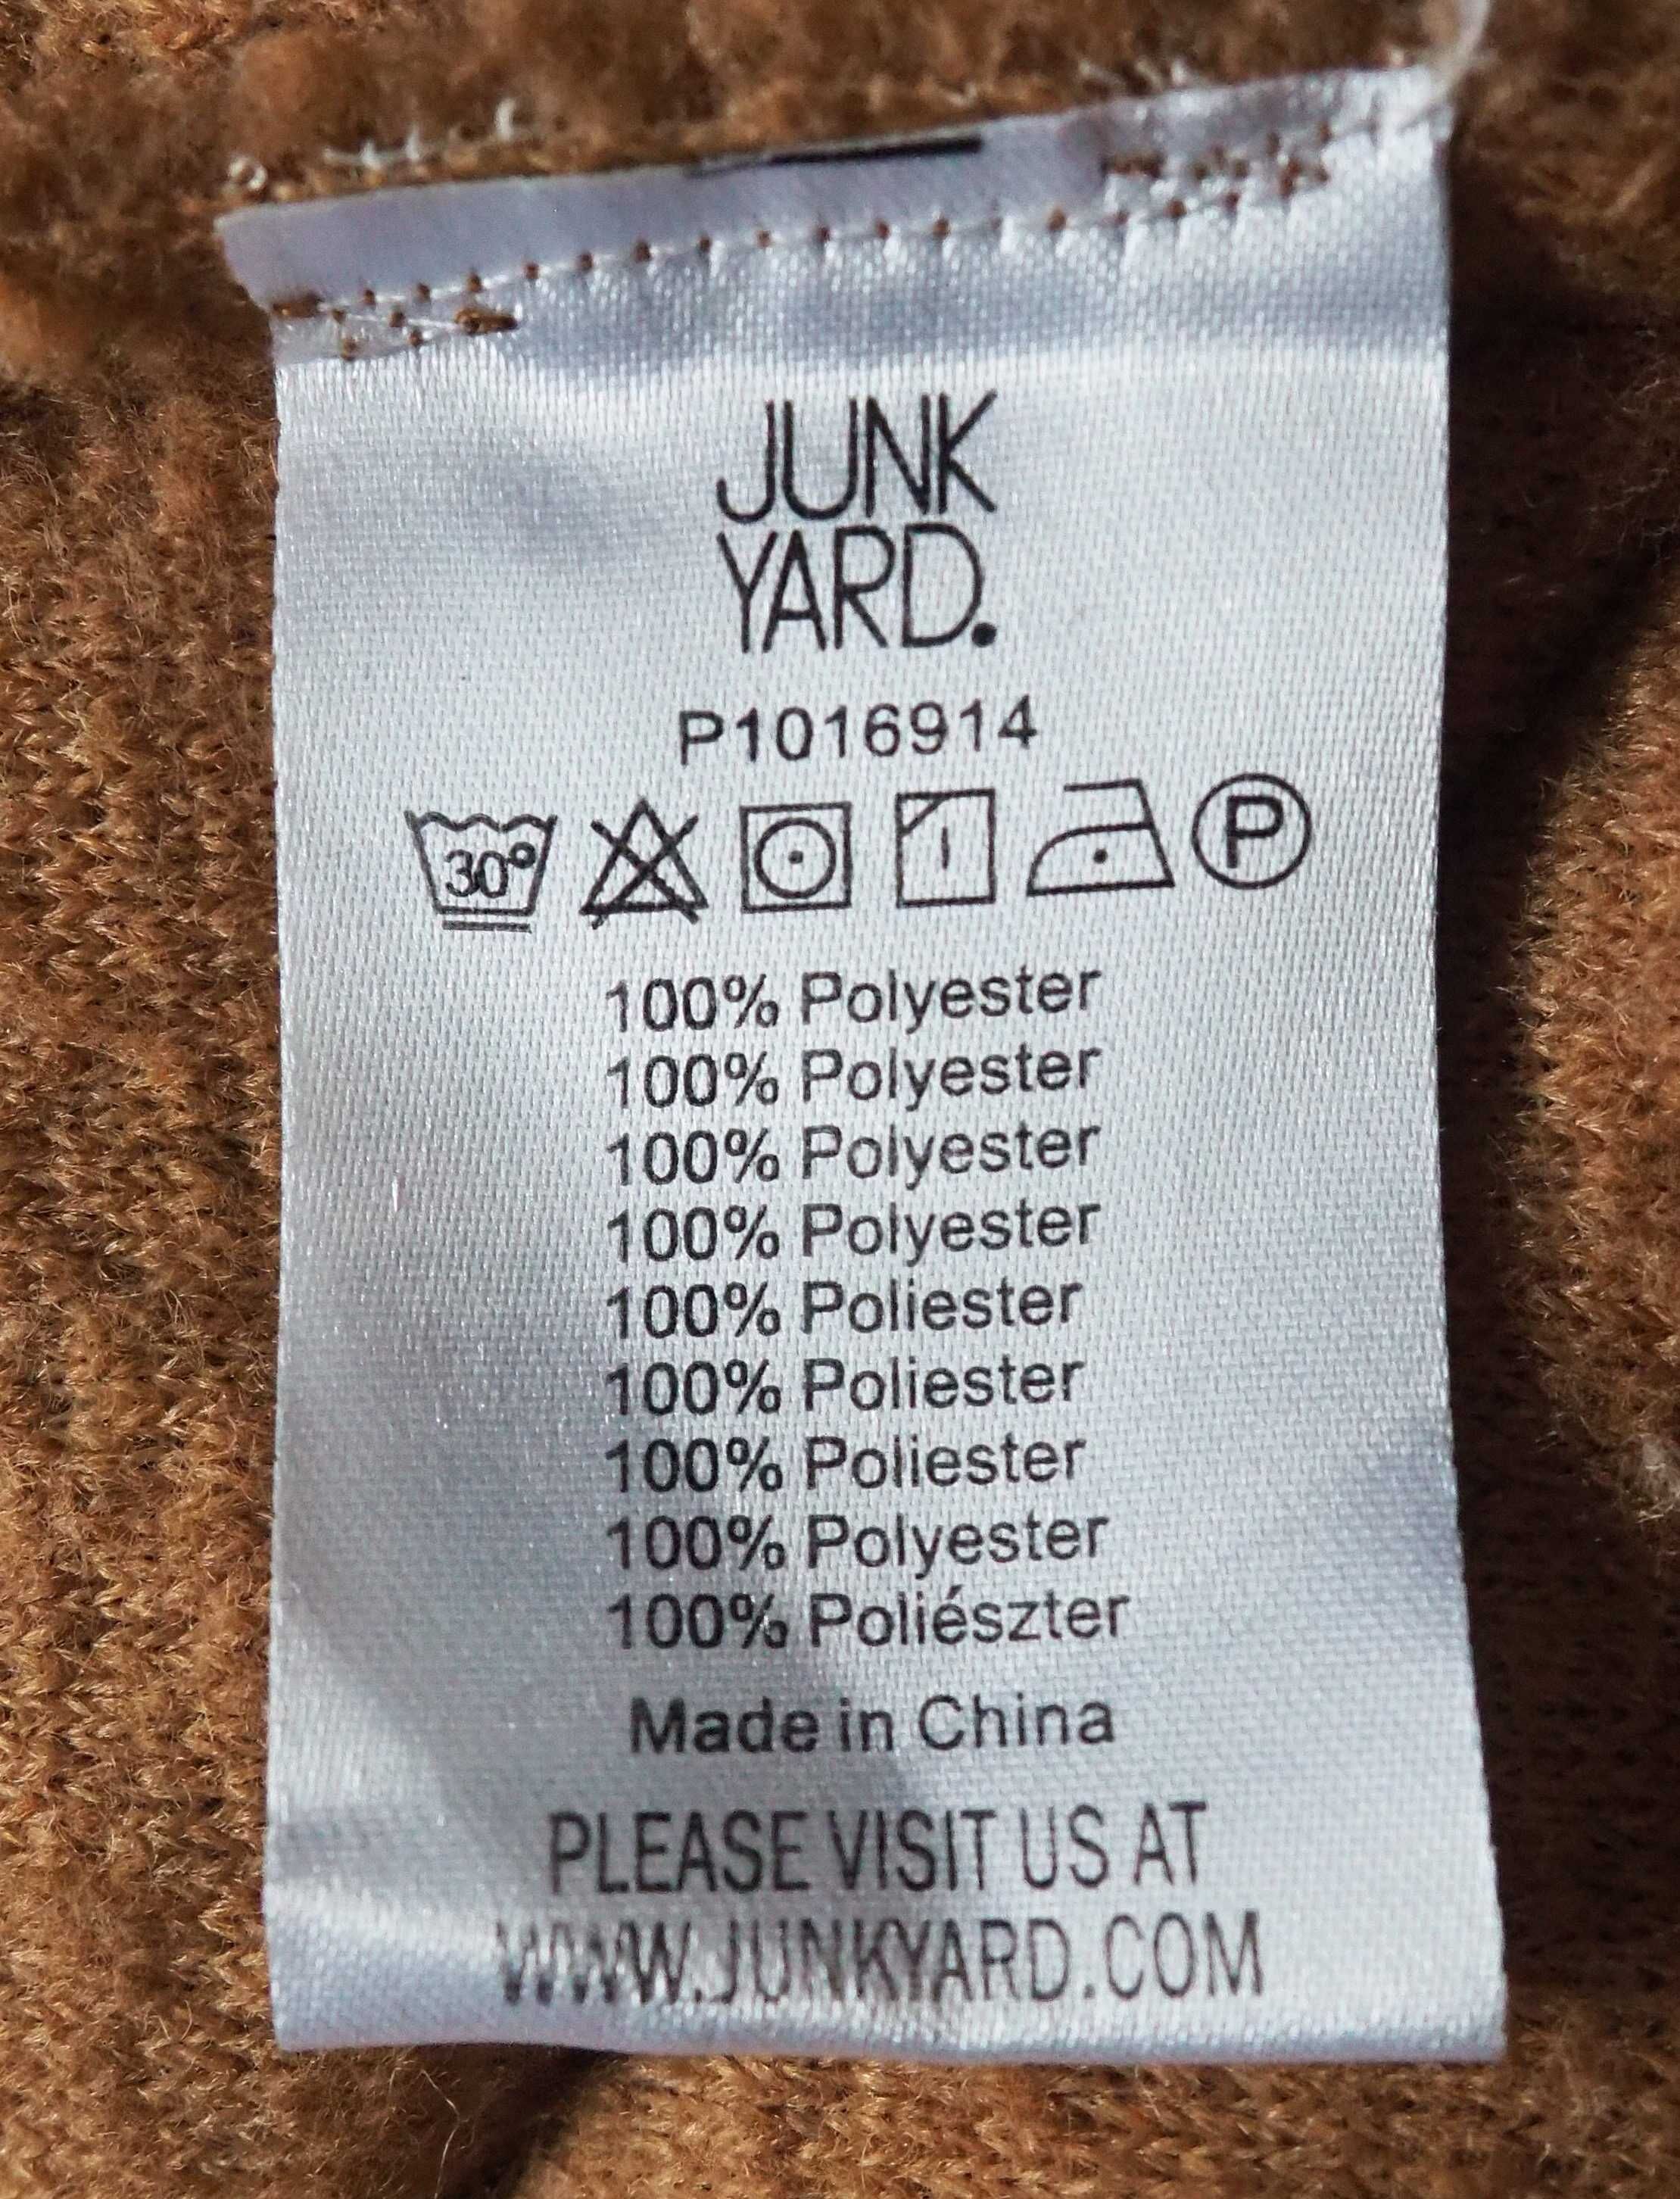 JUNK
YARD.
P1016914
30° P
100% Polyester
100% Polyester
100% Polyester
100% Polyester
100% Poliester
100% Poliester
100% Poliester
100% Polyester
100% Poliészter
Made in China
PLEASE VISIT US AT
WWW.JUNKYARD.COM